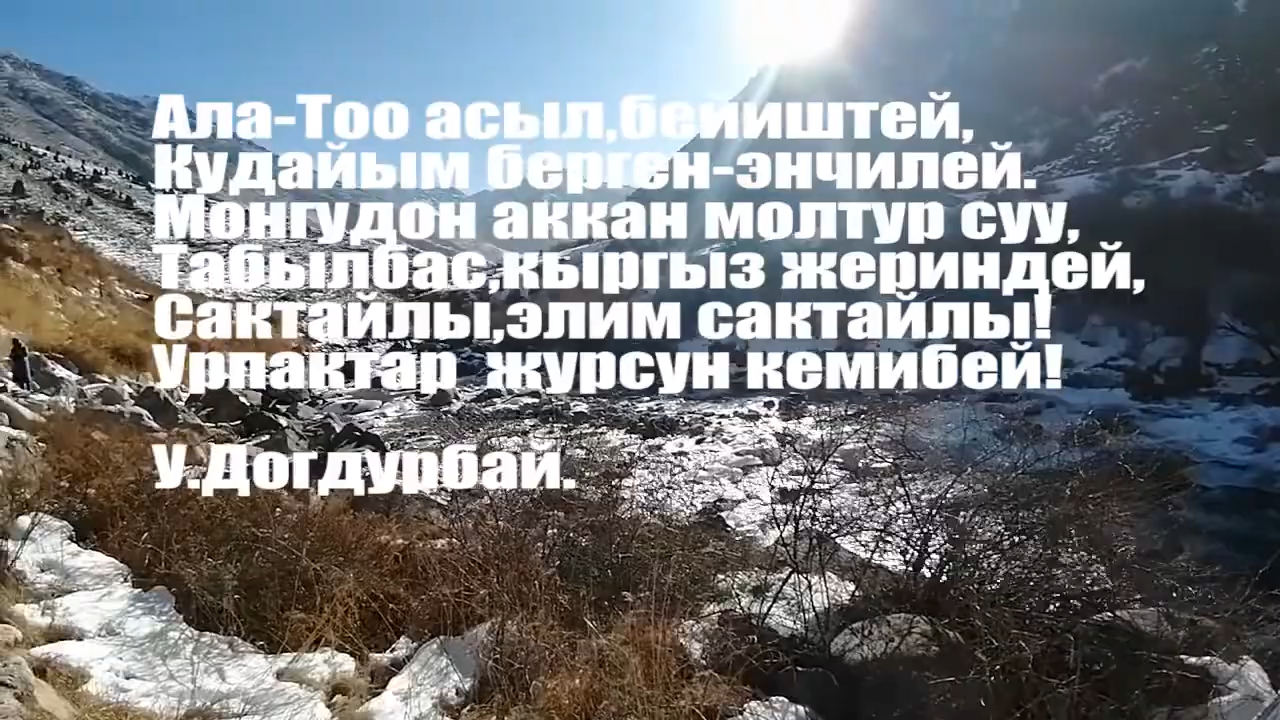 Ала-Тоо асыл,бейиштей,
Кудайым берген-энчилей.
Монгудон аккан молтур суу,
Табылбас,кыргыз жериндей,
Сактайлы,элим сактайлы!
Урпактар журсун кемибей!
У.Догдурбай.